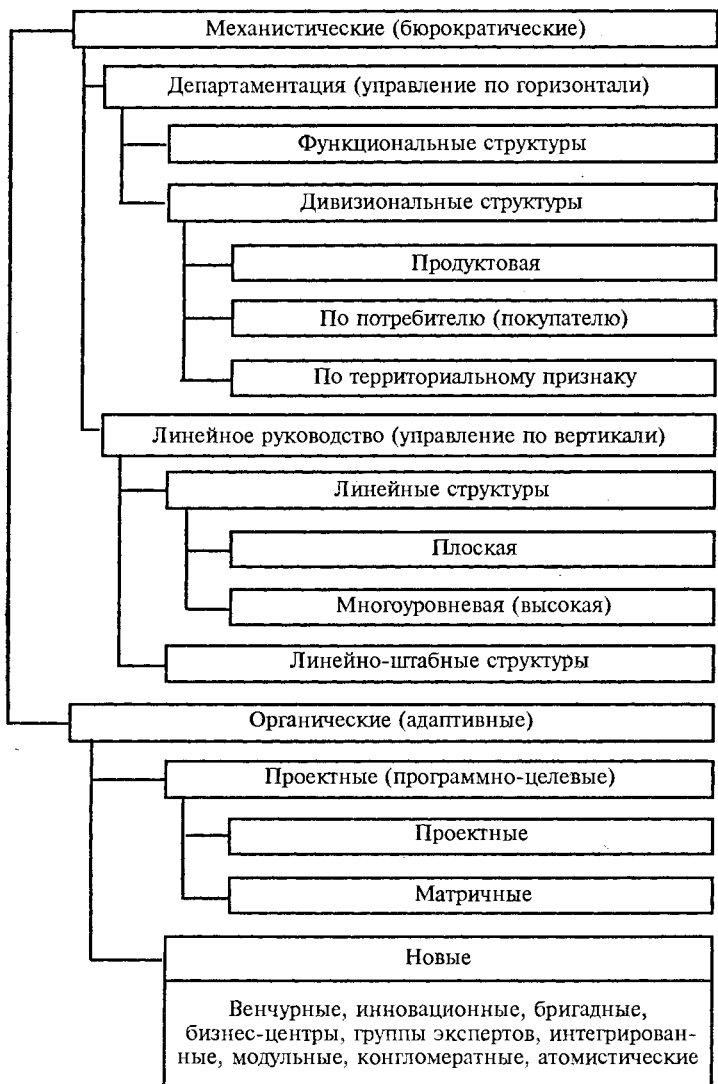 Механистические (бюрократические)
Департаментация (управление по горизонтали)
Функциональные структуры
Дивизиональные структуры
Продуктовая
По потребителю (покупателю)
По территориальному признаку
Линейное руководство (управление по вертикали)
Линейные структуры
Плоская
Многоуровневая (высокая)
Линейно-штабные структуры
Органические (адаптивные)
Проектные (программно-целевые)
Проектные
Матричные
Новые
Венчурные, инновационные, бригадные,
бизнес-центры, группы экспертов, интегрирован-
ные, модульные, конгломератные, атомистические